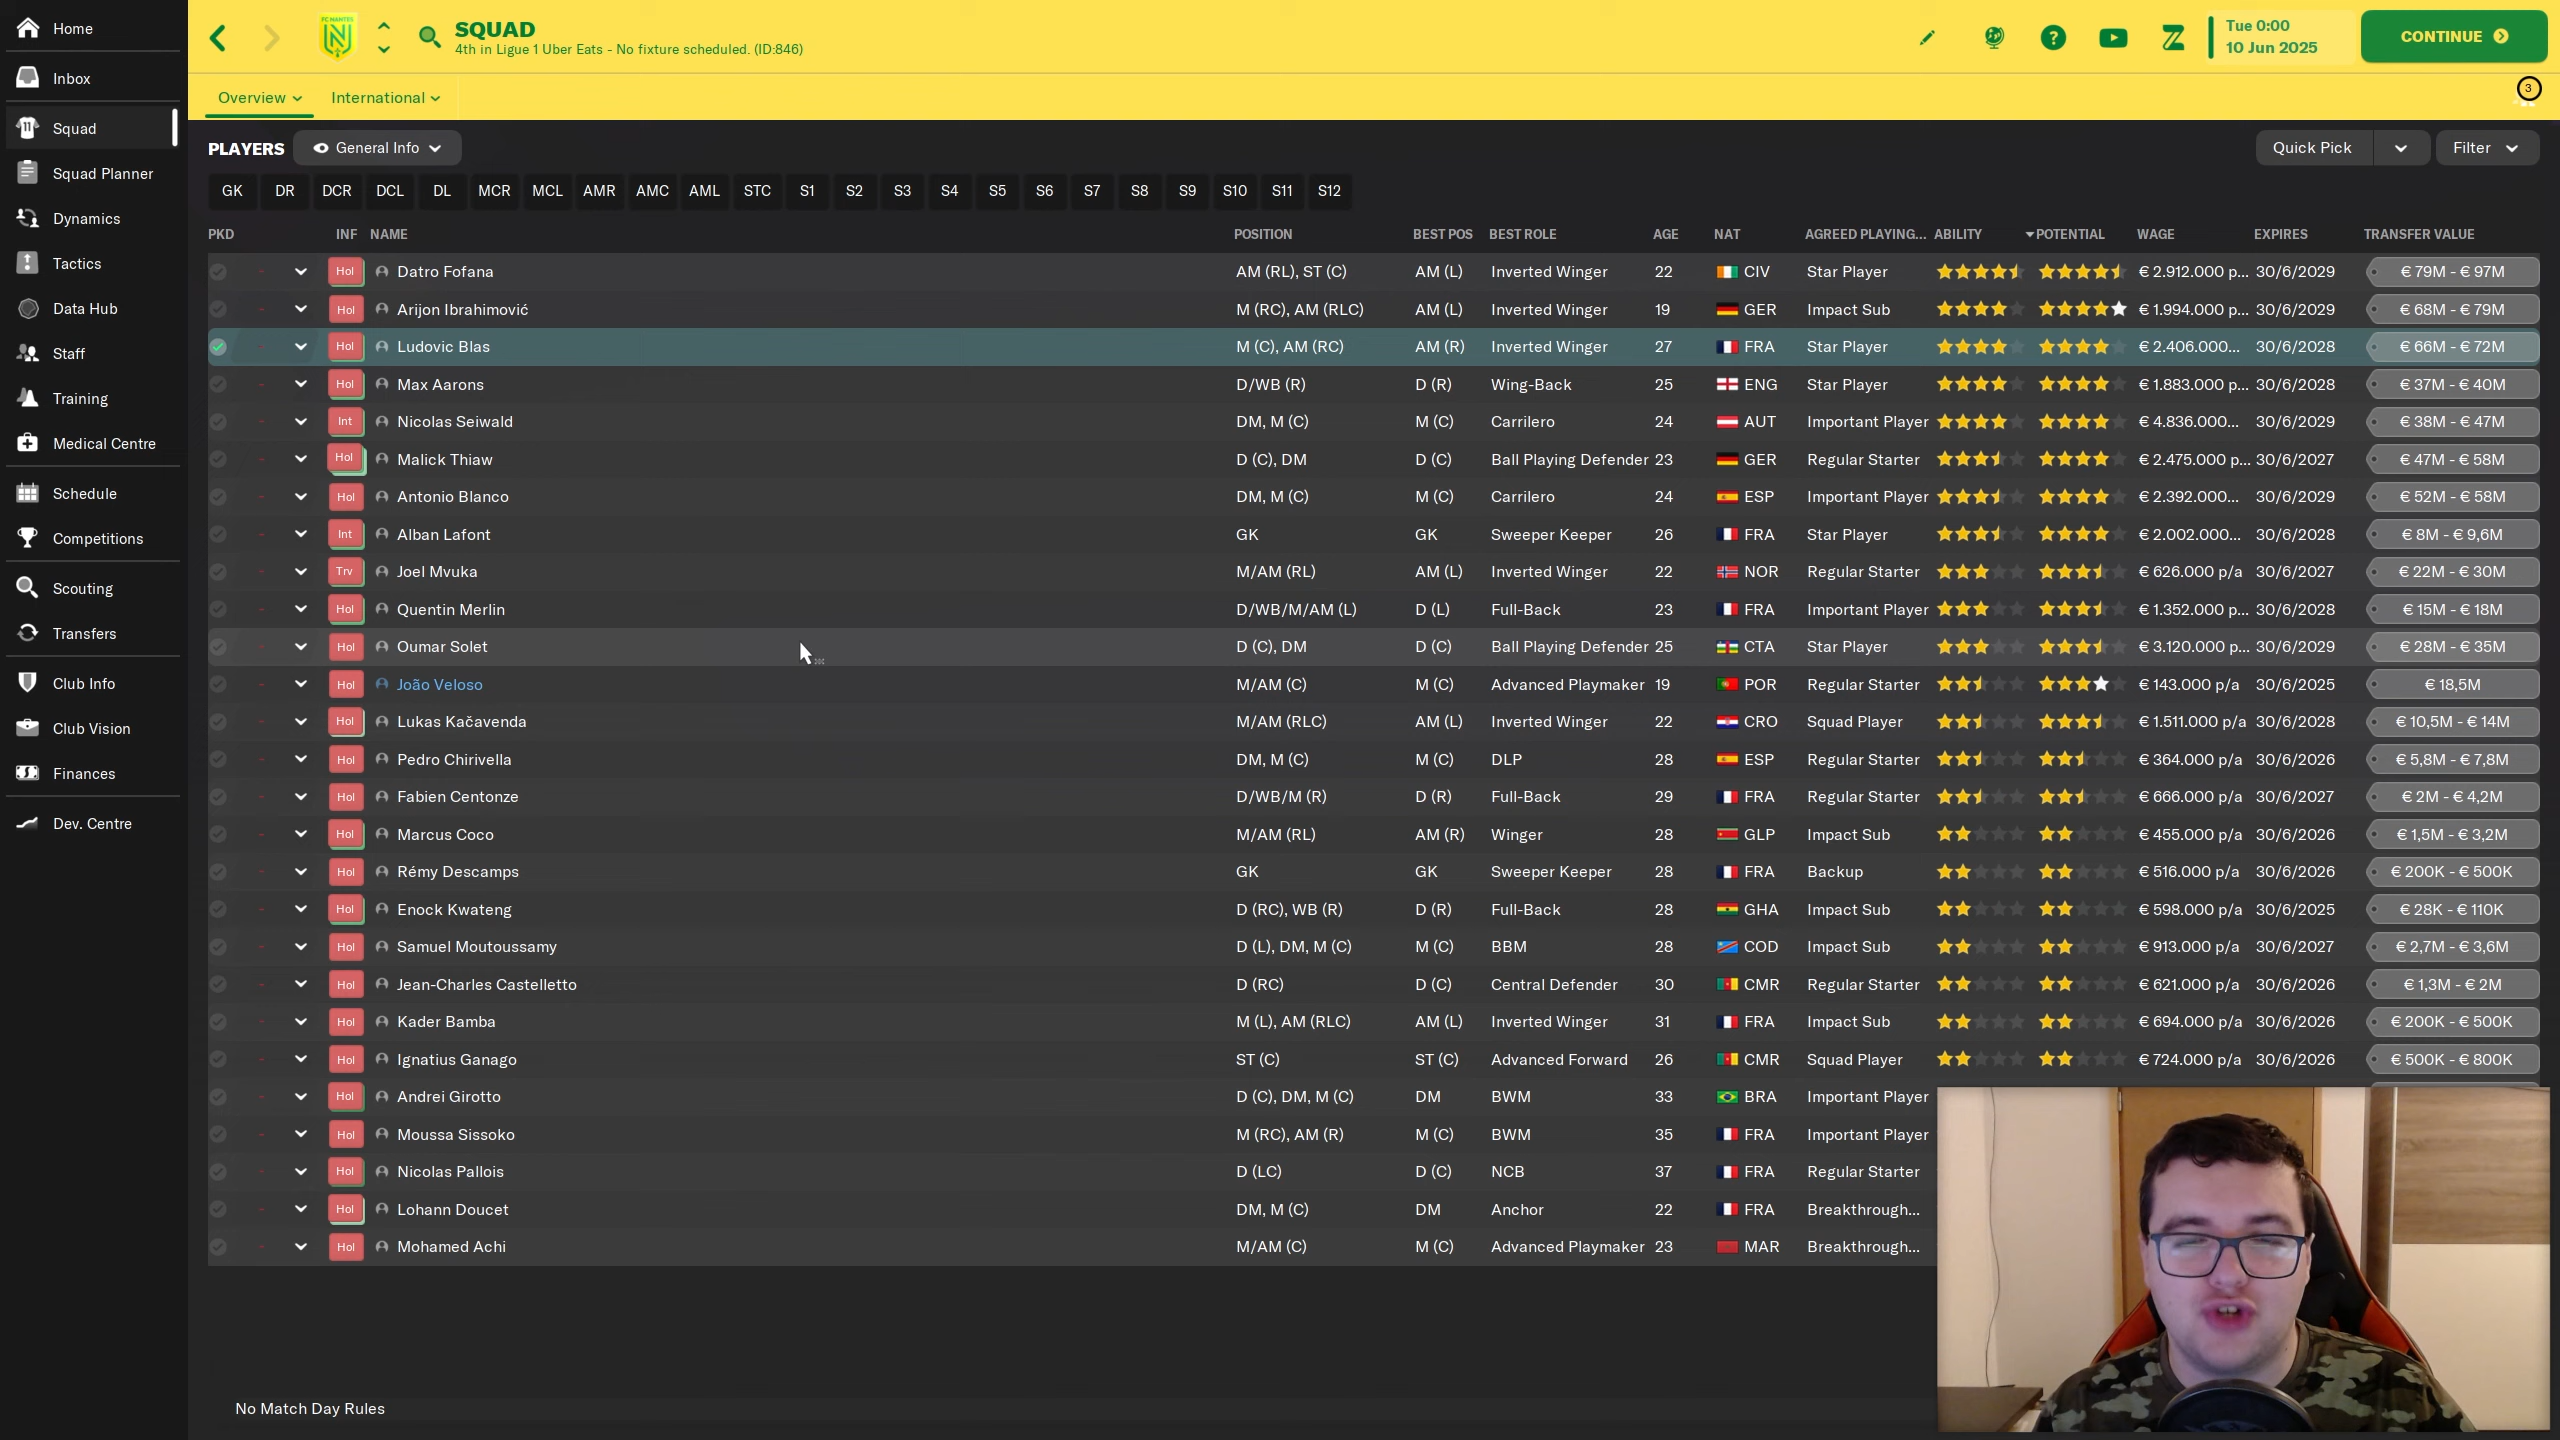 Home
Inbox
Squad
Squad Planner
Dynamics
Tactics
Data Hub
Staff
Training
Medical Centre
Schedule
Competitions
Scouting
Transfers
Club Info
Club Vision
Finances
Dev. Centre
FC NANTES
SQUAD
4th in Ligue 1 Uber Eats - No fixture scheduled. (ID:846)
Tue 0:00
10 Jun 2025
CONTINUE
Overview International 3
PLAYERS General Info Quick Pick Filter
GK DR DCR DCL DL MCR MCL AMR AMC AML STC S1 S2 S3 S4 S5 S6 S7 S8 S9 S10 S11 S12
PKD INF NAME POSITION BEST POS BEST ROLE AGE NAT AGREED PLAYING... ABILITY POTENTIAL WAGE EXPIRES TRANSFER VALUE
- Hol Datro Fofana AM (RL), ST (C) AM (L) Inverted Winger 22 CIV Star Player € 2.912.000 p... 30/6/2029 € 79M - € 97M
- Hol Arijon Ibrahimović M (RC), AM (RLC) AM (L) Inverted Winger 19 GER Impact Sub € 1.994.000 p... 30/6/2029 € 68M - € 79M
- Hol Ludovic Blas M (C), AM (RC) AM (R) Inverted Winger 27 FRA Star Player € 2.406.000... 30/6/2028 € 66M - € 72M
- Hol Max Aarons D/WB (R) D (R) Wing-Back 25 ENG Star Player € 1.883.000 p... 30/6/2028 € 37M - € 40M
- Int Nicolas Seiwald DM, M (C) M (C) Carrilero 24 AUT Important Player € 4.836.000... 30/6/2029 € 38M - € 47M
- Hol Malick Thiaw D (C), DM D (C) Ball Playing Defender 23 GER Regular Starter € 2.475.000 p... 30/6/2027 € 47M - € 58M
- Hol Antonio Blanco DM, M (C) M (C) Carrilero 24 ESP Important Player € 2.392.000... 30/6/2029 € 52M - € 58M
- Int Alban Lafont GK GK Sweeper Keeper 26 FRA Star Player € 2.002.000... 30/6/2028 € 8M - € 9,6M
- Trv Joel Mvuka M/AM (RL) AM (L) Inverted Winger 22 NOR Regular Starter € 626.000 p/a 30/6/2027 € 22M - € 30M
- Hol Quentin Merlin D/WB/M/AM (L) D (L) Full-Back 23 FRA Important Player € 1.352.000 p... 30/6/2028 € 15M - € 18M
- Hol Oumar Solet D (C), DM D (C) Ball Playing Defender 25 CTA Star Player € 3.120.000 p... 30/6/2029 € 28M - € 35M
- Hol João Veloso M/AM (C) M (C) Advanced Playmaker 19 POR Regular Starter € 143.000 p/a 30/6/2025 € 18,5M
- Hol Lukas Kačavenda M/AM (RLC) AM (L) Inverted Winger 22 CRO Squad Player € 1.511.000 p/a 30/6/2028 € 10,5M - € 14M
- Hol Pedro Chirivella DM, M (C) M (C) DLP 28 ESP Regular Starter € 364.000 p/a 30/6/2026 € 5,8M - € 7,8M
- Hol Fabien Centonze D/WB/M (R) D (R) Full-Back 29 FRA Regular Starter € 666.000 p/a 30/6/2027 € 2M - € 4,2M
- Hol Marcus Coco M/AM (RL) AM (R) Winger 28 GLP Impact Sub € 455.000 p/a 30/6/2026 € 1,5M - € 3,2M
- Hol Rémy Descamps GK GK Sweeper Keeper 28 FRA Backup € 516.000 p/a 30/6/2026 € 200K - € 500K
- Hol Enock Kwateng D (RC), WB (R) D (R) Full-Back 28 GHA Impact Sub € 598.000 p/a 30/6/2025 € 28K - € 110K
- Hol Samuel Moutoussamy D (L), DM, M (C) M (C) BBM 28 COD Impact Sub € 913.000 p/a 30/6/2027 € 2,7M - € 3,6M
- Hol Jean-Charles Castelletto D (RC) D (C) Central Defender 30 CMR Regular Starter € 621.000 p/a 30/6/2026 € 1,3M - € 2M
- Hol Kader Bamba M (L), AM (RLC) AM (L) Inverted Winger 31 FRA Impact Sub € 694.000 p/a 30/6/2026 € 200K - € 500K
- Hol Ignatius Ganago ST (C) ST (C) Advanced Forward 26 CMR Squad Player € 724.000 p/a 30/6/2026 € 500K - € 800K
- Hol Andrei Girotto D (C), DM, M (C) DM BWM 33 BRA Important Player
- Hol Moussa Sissoko M (RC), AM (R) M (C) BWM 35 FRA Important Player
- Hol Nicolas Pallois D (LC) D (C) NCB 37 FRA Regular Starter
- Hol Lohann Doucet DM, M (C) DM Anchor 22 FRA Breakthrough...
- Hol Mohamed Achi M/AM (C) M (C) Advanced Playmaker 23 MAR Breakthrough...
No Match Day Rules